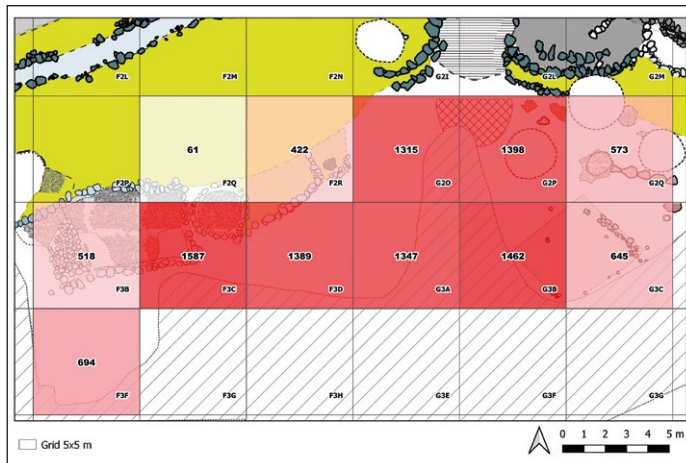 F2L F2M F2N G2I G2L G2M
61 422 1315 1398 573
F2P F2Q F2R G2O G2P G2Q
518 1587 1389 1347 1462 645
F3B F3C F3D G3A G3B G3C
694
F3F F3G F3H G3E G3F G3G
Grid 5x5 m
0 1 2 3 4 5 m